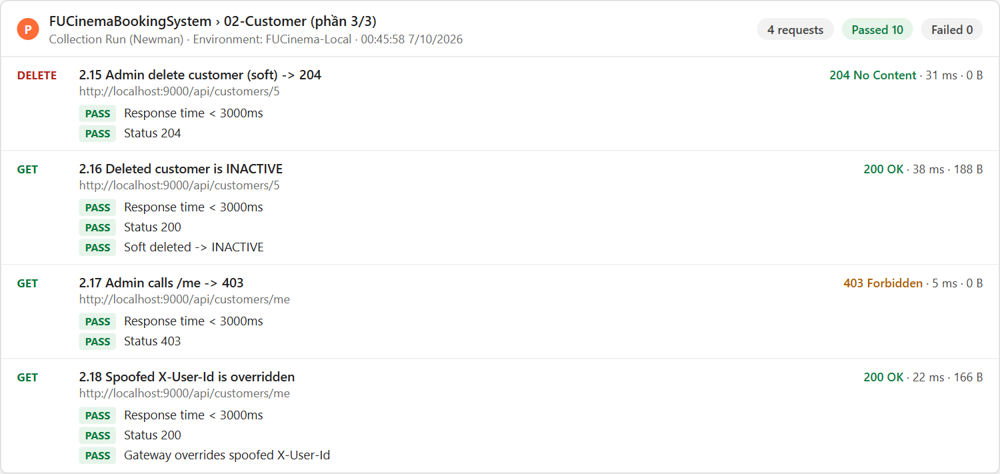 P
FUCinemaBookingSystem › 02-Customer (phần 3/3)
Collection Run (Newman) · Environment: FUCinema-Local · 00:45:58 7/10/2026
4 requests
Passed 10
Failed 0
DELETE
2.15 Admin delete customer (soft) -> 204
204 No Content · 31 ms · 0 B
http://localhost:9000/api/customers/5
PASS Response time < 3000ms
PASS Status 204
GET
2.16 Deleted customer is INACTIVE
200 OK · 38 ms · 188 B
http://localhost:9000/api/customers/5
PASS Response time < 3000ms
PASS Status 200
PASS Soft deleted -> INACTIVE
GET
2.17 Admin calls /me -> 403
403 Forbidden · 5 ms · 0 B
http://localhost:9000/api/customers/me
PASS Response time < 3000ms
PASS Status 403
GET
2.18 Spoofed X-User-Id is overridden
200 OK · 22 ms · 166 B
http://localhost:9000/api/customers/me
PASS Response time < 3000ms
PASS Status 200
PASS Gateway overrides spoofed X-User-Id